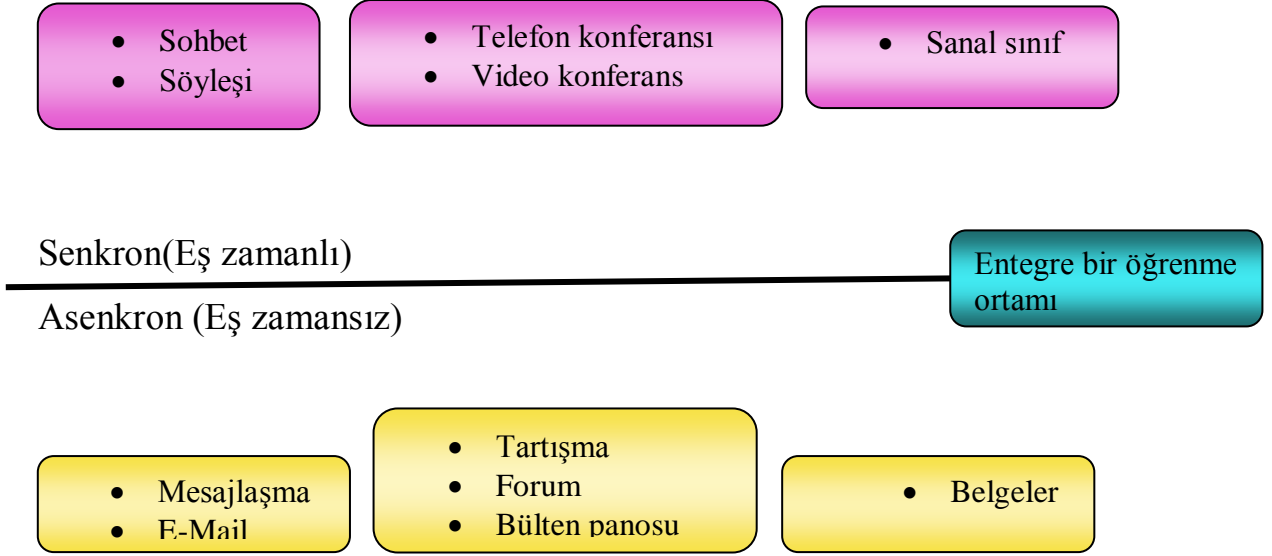 Sohbet
Söyleşi
Telefon konferansı
Video konferans
Sanal sınıf
Senkron(Eş zamanlı)
Asenkron (Eş zamansız)
Entegre bir öğrenme
ortamı
Mesajlaşma
E-Mail
Tartışma
Forum
Bülten panosu
Belgeler